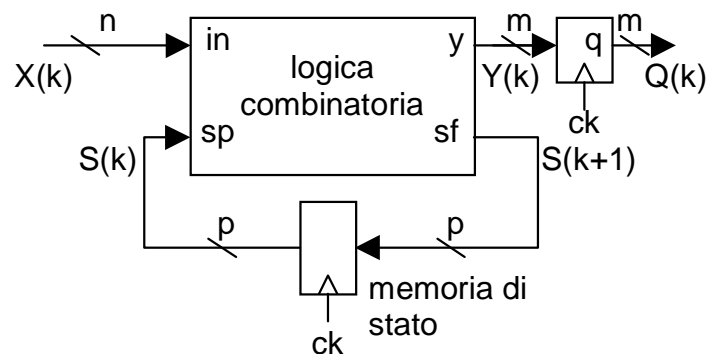 n
in
y
m
q
m
X(k)
logica
combinatoria
Y(k)
Q(k)
ck
sp
sf
S(k)
S(k+1)
p
p
memoria di
stato
ck